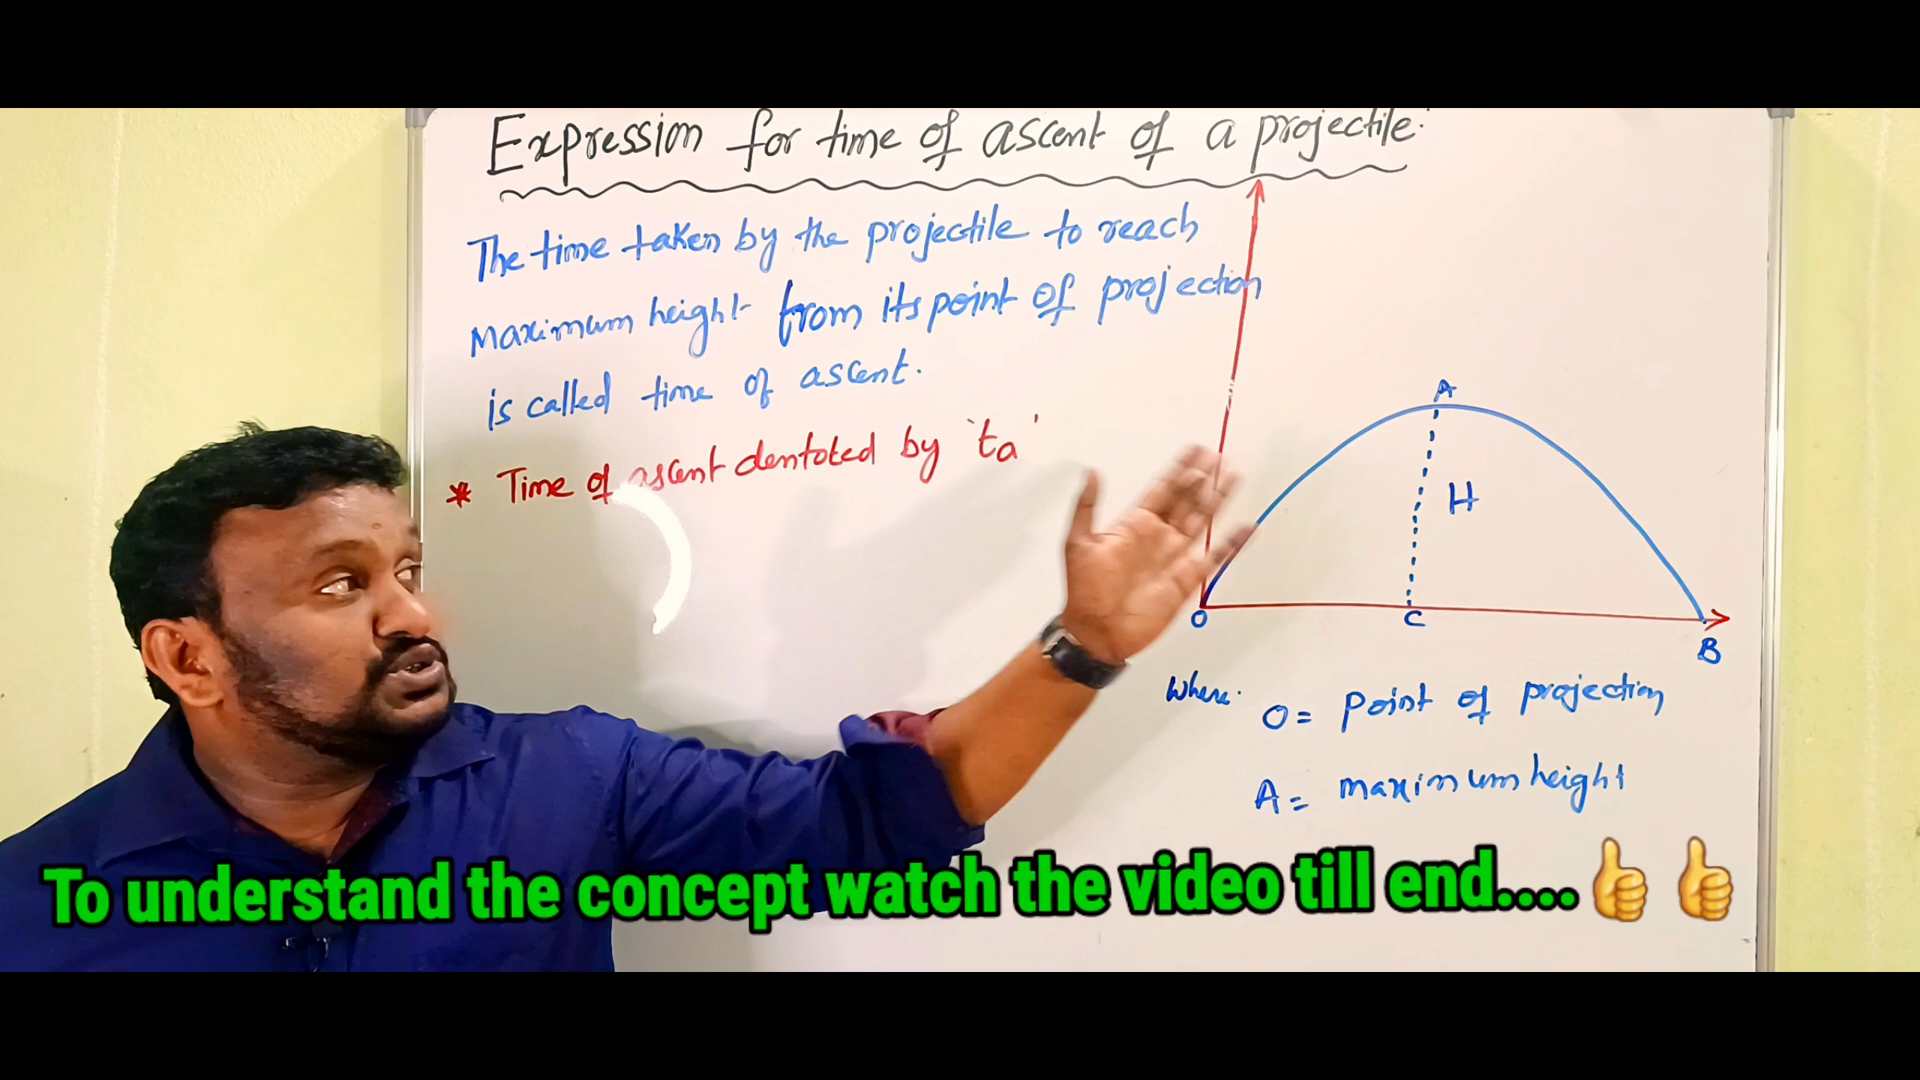 Expression for time of ascent of a projectile:
The time taken by the projectile to reach
Maximum height from its point of projection
is called time of ascent.
* Time of ascent dentoted by 'ta'
A
H
O
C
B
Where.
O = Point of projection
A = maximum height
To understand the concept watch the video till end....👍 👍